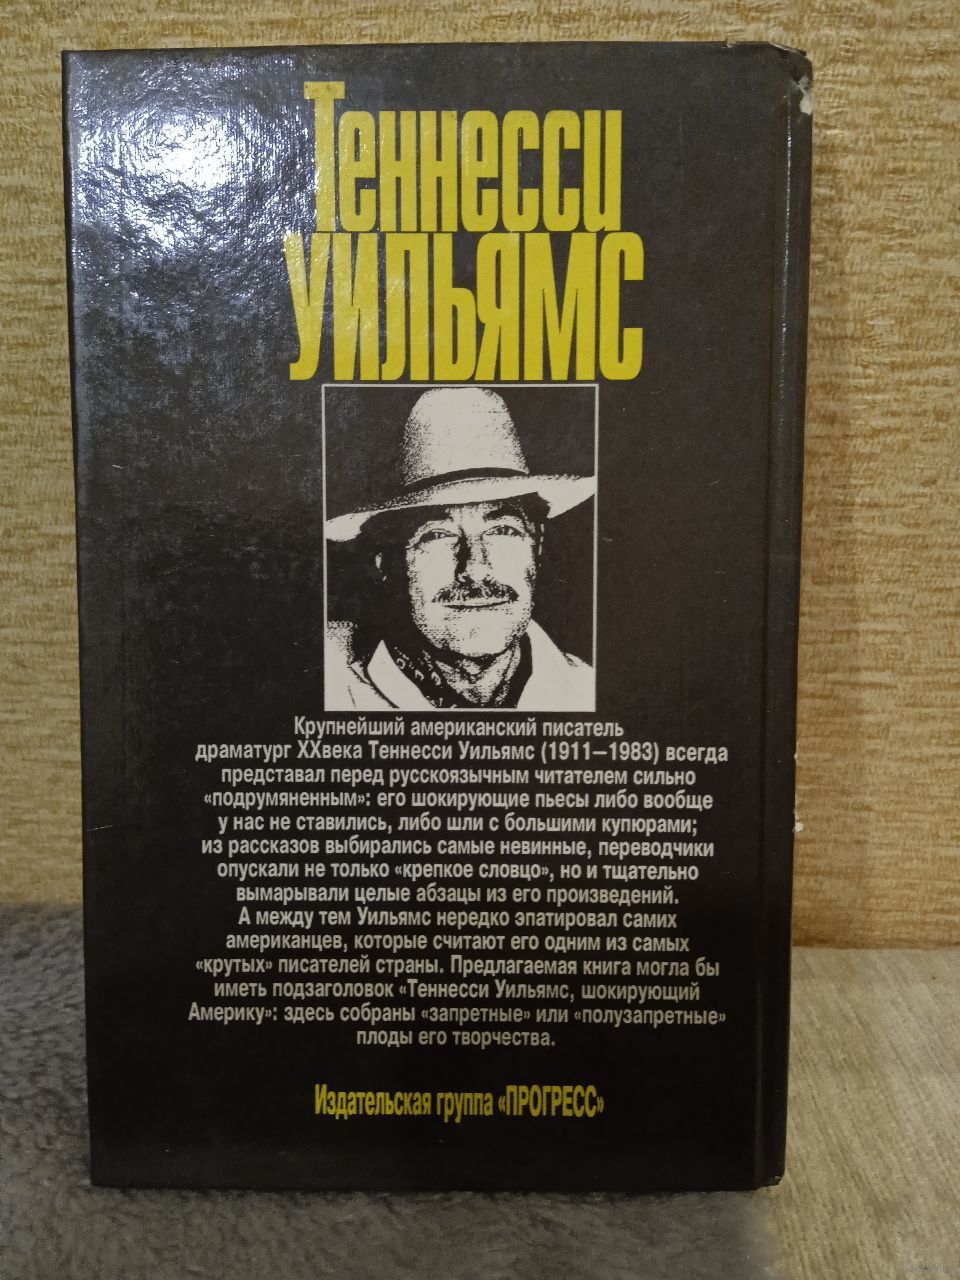 Теннесси
УИЛЬЯМС
Крупнейший американский писатель
драматург XXвека Теннесси Уильямс (1911—1983) всегда
представал перед русскоязычным читателем сильно
«подрумяненным»: его шокирующие пьесы либо вообще
у нас не ставились, либо шли с большими купюрами;
из рассказов выбирались самые невинные, переводчики
опускали не только «крепкое словцо», но и тщательно
вымарывали целые абзацы из его произведений.
А между тем Уильямс нередко эпатировал самих
американцев, которые считают его одним из самых
«крутых» писателей страны. Предлагаемая книга могла бы
иметь подзаголовок «Теннесси Уильямс, шокирующий
Америку»: здесь собраны «запретные» или «полузапретные»
плоды его творчества.
Издательская группа «ПРОГРЕСС»